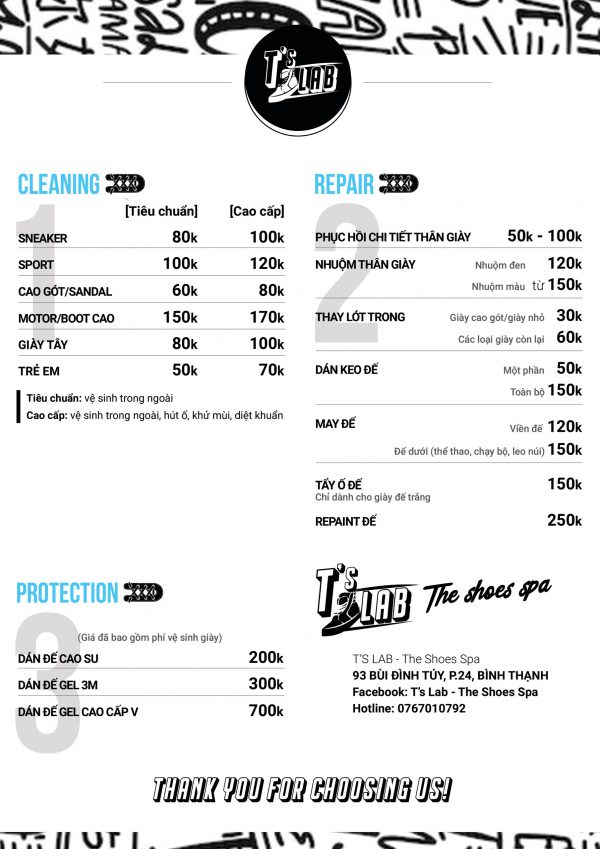 T's LAB
CLEANING
1
[Tiêu chuẩn] [Cao cấp]
SNEAKER 80k 100k
SPORT 100k 120k
CAO GÓT/SANDAL 60k 80k
MOTOR/BOOT CAO 150k 170k
GIÀY TÂY 80k 100k
TRẺ EM 50k 70k
Tiêu chuẩn: vệ sinh trong ngoài
Cao cấp: vệ sinh trong ngoài, hút ố, khử mùi, diệt khuẩn
REPAIR
2
PHỤC HỒI CHI TIẾT THÂN GIÀY 50k - 100k
NHUỘM THÂN GIÀY Nhuộm đen 120k
Nhuộm màu từ 150k
THAY LÓT TRONG Giày cao gót/giày nhỏ 30k
Các loại giày còn lại 60k
DÁN KEO ĐẾ Một phần 50k
Toàn bộ 150k
MAY ĐẾ Viền đế 120k
Đế dưới (thể thao, chạy bộ, leo núi) 150k
TẨY Ố ĐẾ 150k
Chỉ dành cho giày đế trắng
REPAINT ĐẾ 250k
PROTECTION
3
(Giá đã bao gồm phí vệ sinh giày)
DÁN ĐẾ CAO SU 200k
DÁN ĐẾ GEL 3M 300k
DÁN ĐẾ GEL CAO CẤP V 700k
T's LAB The shoes spa
T'S LAB - The Shoes Spa
93 BÙI ĐÌNH TÚY, P.24, BÌNH THẠNH
Facebook: T's Lab - The Shoes Spa
Hotline: 0767010792
THANK YOU FOR CHOOSING US!